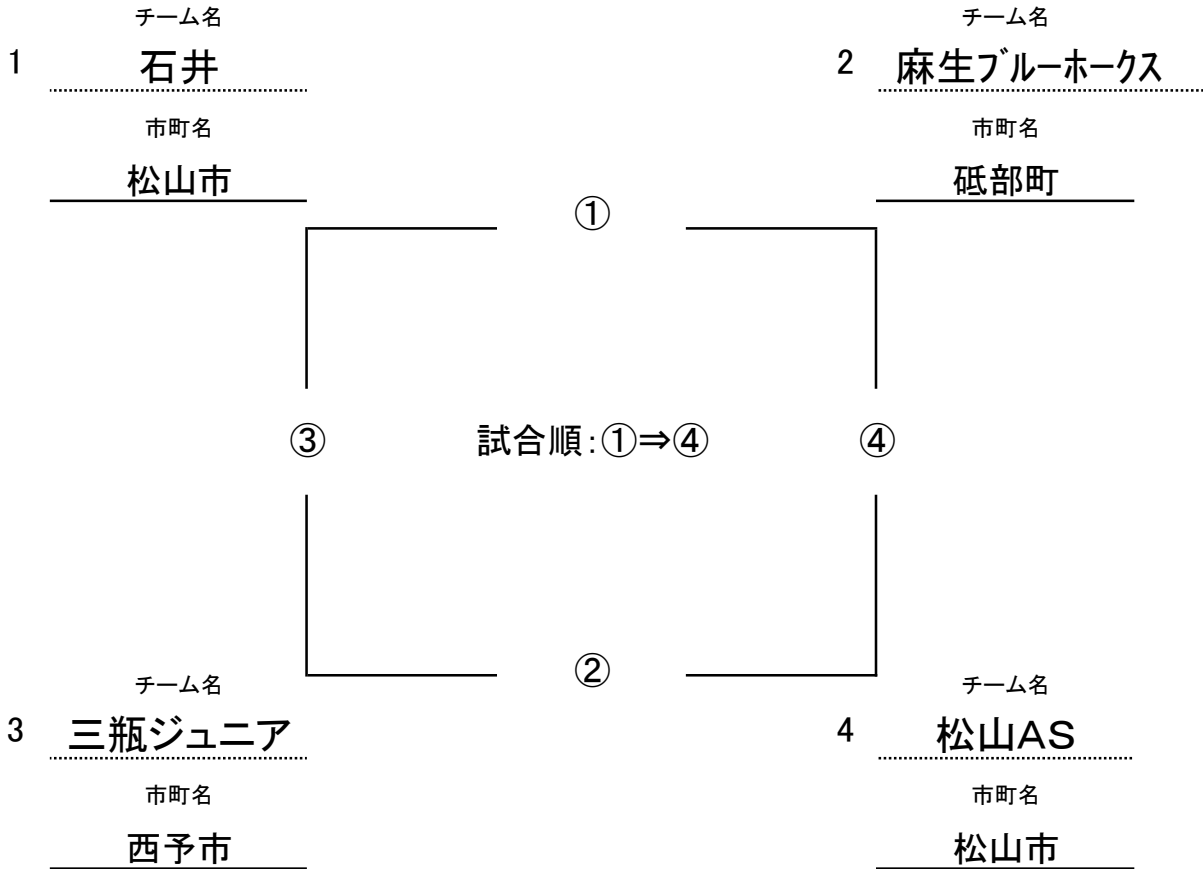 チーム名 チーム名
1 石井 2 麻生ブルーホークス
市町名 市町名
松山市 砥部町
①
③ 試合順:①⇒④ ④
②
チーム名 チーム名
3 三瓶ジュニア 4 松山AS
市町名 市町名
西予市 松山市